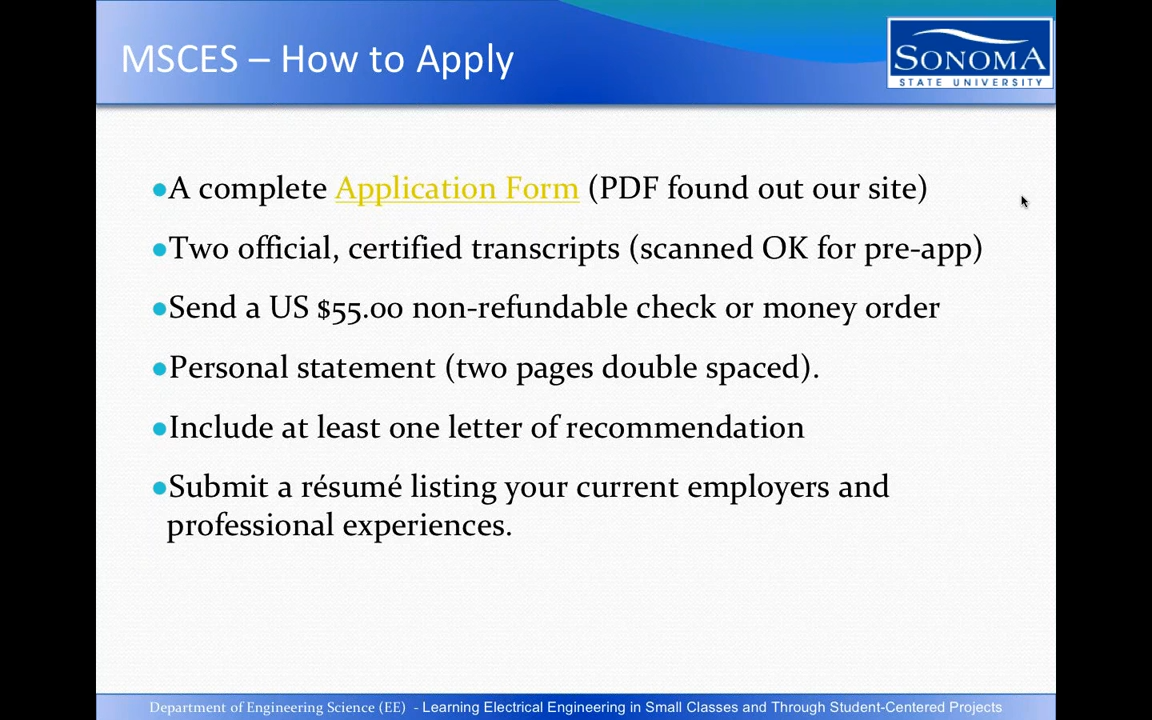 MSCES – How to Apply
SONOMA
STATE UNIVERSITY
●A complete Application Form (PDF found out our site)
●Two official, certified transcripts (scanned OK for pre-app)
●Send a US $55.00 non-refundable check or money order
●Personal statement (two pages double spaced).
●Include at least one letter of recommendation
●Submit a résumé listing your current employers and
professional experiences.
Department of Engineering Science (EE) - Learning Electrical Engineering in Small Classes and Through Student-Centered Projects